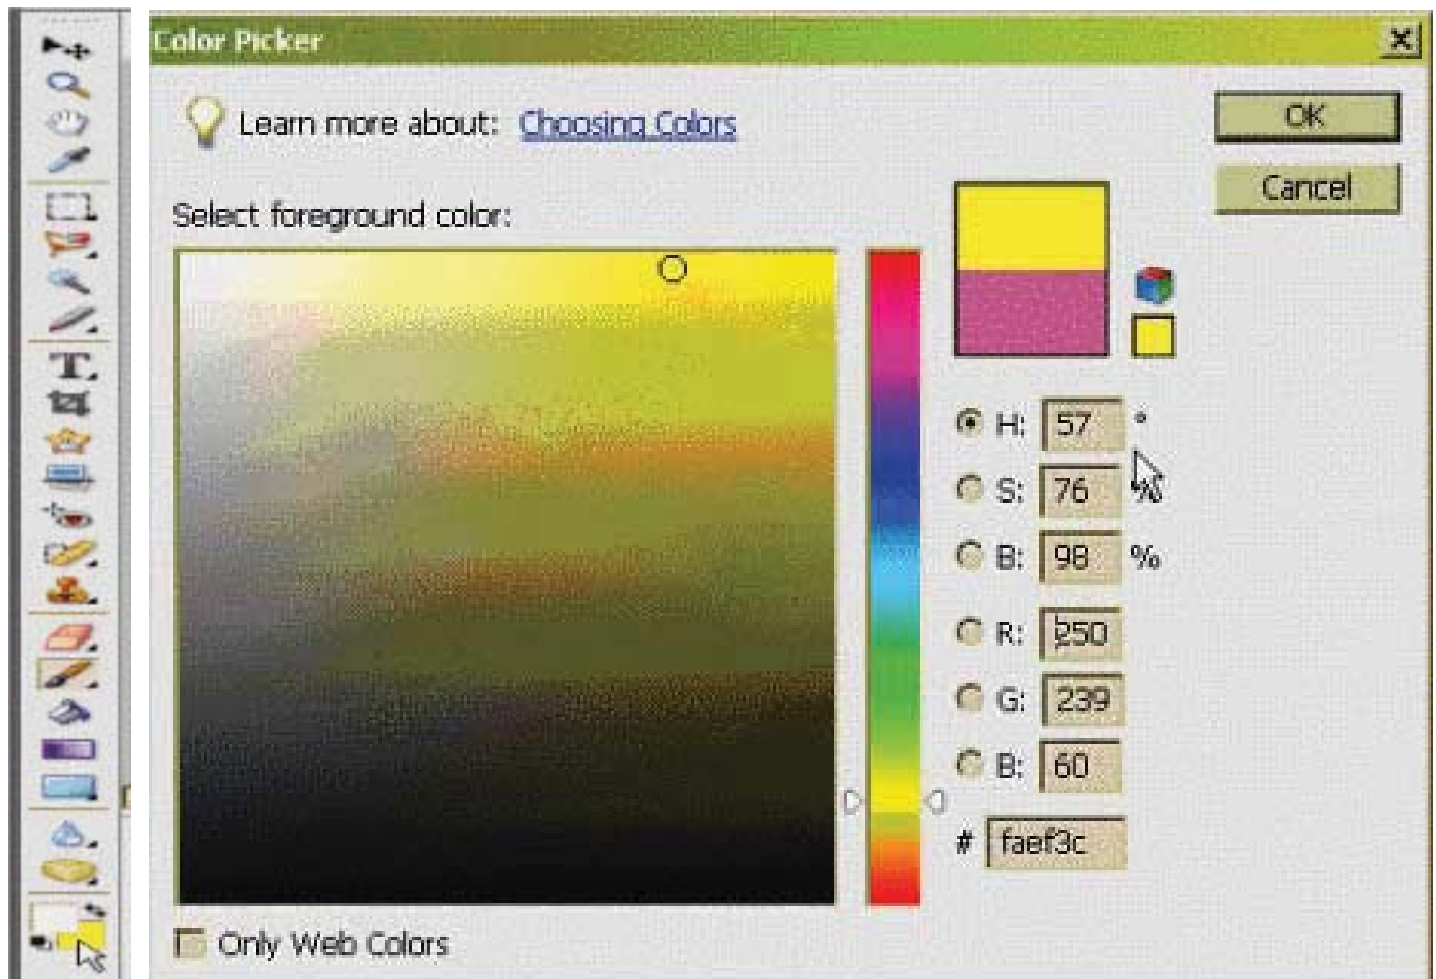 Color Picker
Learn more about: Choosing Colors
OK
Cancel
Select foreground color:
H: 57 °
S: 76 %
B: 98 %
R: 250
G: 239
B: 60
# faef3c
Only Web Colors